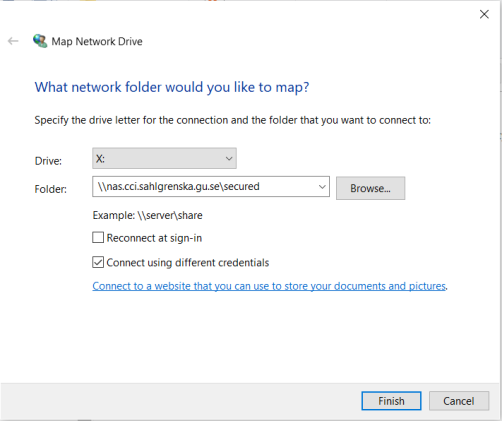 Map Network Drive
What network folder would you like to map?
Specify the drive letter for the connection and the folder that you want to connect to:
Drive: X:
Folder: \\nas.cci.sahlgrenska.gu.se\secured Browse...
Example: \\server\share
Reconnect at sign-in
Connect using different credentials
Connect to a website that you can use to store your documents and pictures.
Finish Cancel